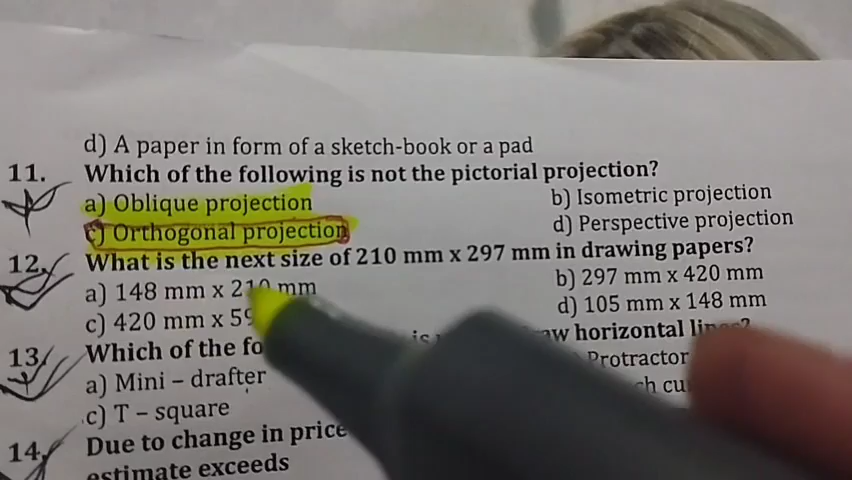 d) A paper in form of a sketch-book or a pad
11. Which of the following is not the pictorial projection?
a) Oblique projection b) Isometric projection
c) Orthogonal projection d) Perspective projection
12. What is the next size of 210 mm x 297 mm in drawing papers?
a) 148 mm x 210 mm b) 297 mm x 420 mm
c) 420 mm x d) 105 mm x 148 mm
13. Which of the horizontal
a) Mini – drafter Protractor
c) T – square
14. Due to change in price
estimate exceeds